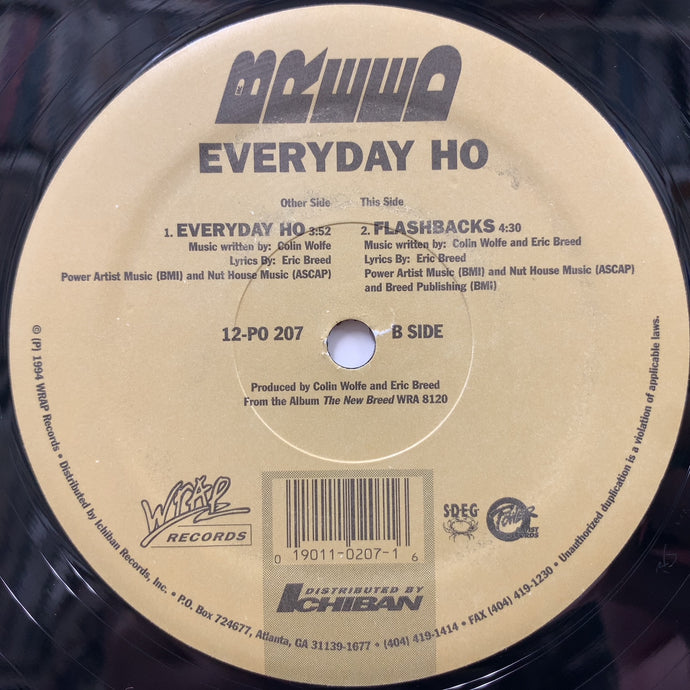 BREED
EVERYDAY HO
Other Side
1. EVERYDAY HO 3:52
Music written by: Colin Wolfe
Lyrics By: Eric Breed
Power Artist Music (BMI) and Nut House Music (ASCAP)
This Side
2. FLASHBACKS 4:30
Music written by: Colin Wolfe and Eric Breed
Lyrics By: Eric Breed
Power Artist Music (BMI) and Nut House Music (ASCAP)
and Breed Publishing (BMI)
12-PO 207
B SIDE
Produced by Colin Wolfe and Eric Breed
From the Album The New Breed WRA 8120
WRAP
RECORDS
0 19011-0207-1 6
SDEG
POWER
DISTRIBUTED BY
ICHIBAN
© (P) 1994 WRAP Records • Distributed by Ichiban Records, Inc. • P.O. Box 724677, Atlanta, GA 31139-1677 • (404) 419-1414 • FAX (404) 419-1230 • Unauthorized duplication is a violation of applicable laws.